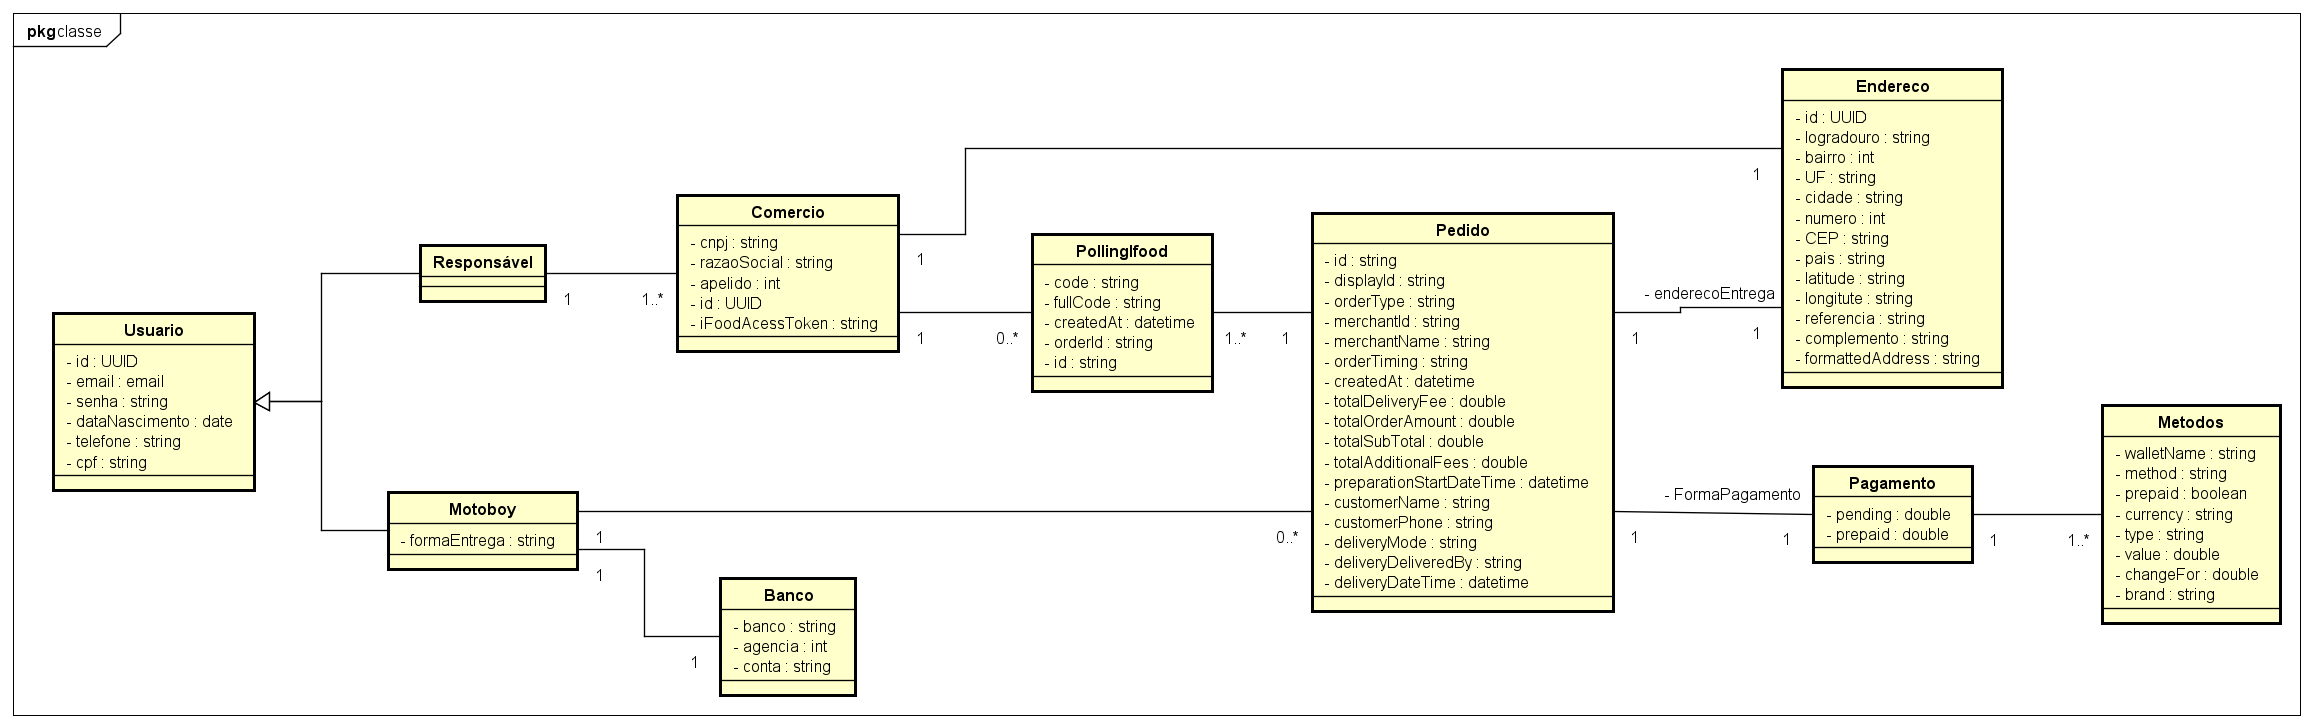 pkg classe
Usuario
- id : UUID
- email : email
- senha : string
- dataNascimento : date
- telefone : string
- cpf : string
Responsável
1
1..*
Motoboy
- formaEntrega : string
1
0..*
1
1
Banco
- banco : string
- agencia : int
- conta : string
Comercio
- cnpj : string
- razaoSocial : string
- apelido : int
- id : UUID
- iFoodAcessToken : string
1
1
1
0..*
PollingIfood
- code : string
- fullCode : string
- createdAt : datetime
- orderId : string
- id : string
1..*
1
Pedido
- id : string
- displayId : string
- orderType : string
- merchantId : string
- merchantName : string
- orderTiming : string
- createdAt : datetime
- totalDeliveryFee : double
- totalOrderAmount : double
- totalSubTotal : double
- totalAdditionalFees : double
- preparationStartDateTime : datetime
- customerName : string
- customerPhone : string
- deliveryMode : string
- deliveryDeliveredBy : string
- deliveryDateTime : datetime
- enderecoEntrega
1
1
Endereco
- id : UUID
- logradouro : string
- bairro : int
- UF : string
- cidade : string
- numero : int
- CEP : string
- pais : string
- latitude : string
- longitute : string
- referencia : string
- complemento : string
- formattedAddress : string
- FormaPagamento
1
1
Pagamento
- pending : double
- prepaid : double
1
1..*
Metodos
- walletName : string
- method : string
- prepaid : boolean
- currency : string
- type : string
- value : double
- changeFor : double
- brand : string